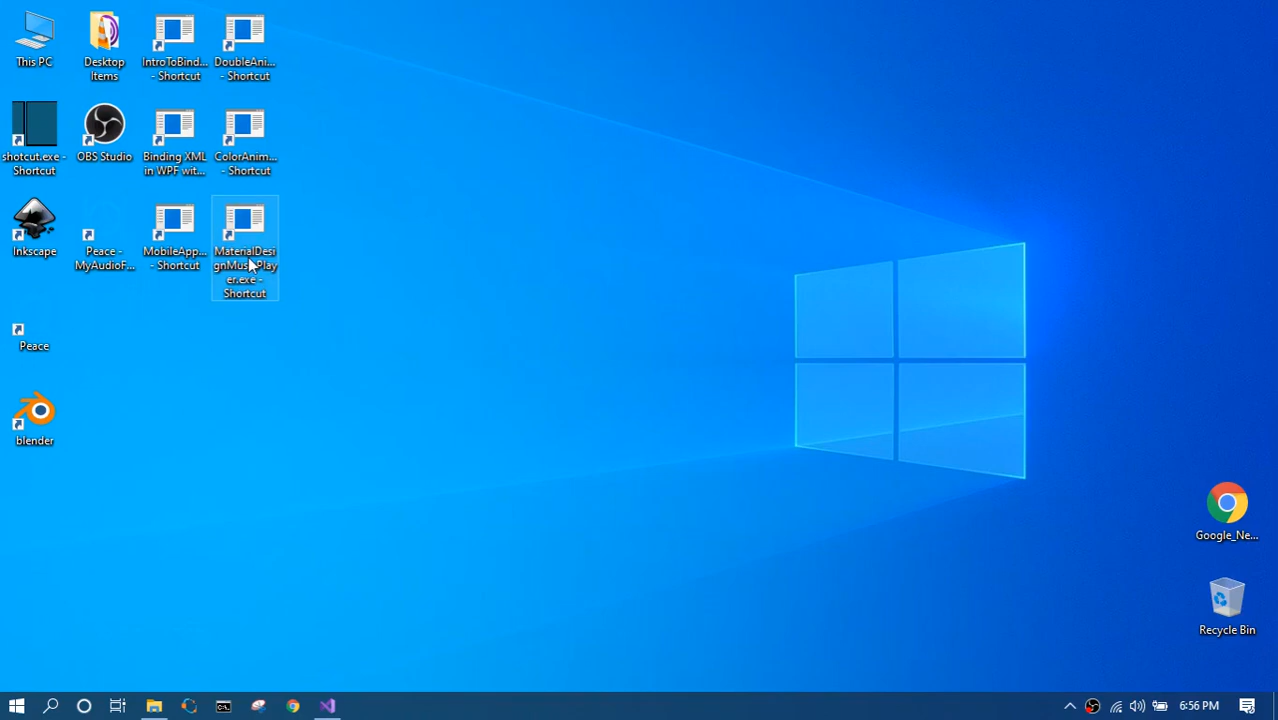 This PC
Desktop
Items
IntroToBind...
- Shortcut
DoubleAni...
- Shortcut
shotcut.exe -
Shortcut
OBS Studio
Binding XML
in WPF wit...
ColorAnim...
- Shortcut
Inkscape
Peace -
MyAudioF...
MobileApp...
- Shortcut
MaterialDesi
gnMusicPlay
er.exe -
Shortcut
Peace
blender
Google_Ne...
Recycle Bin
6:56 PM